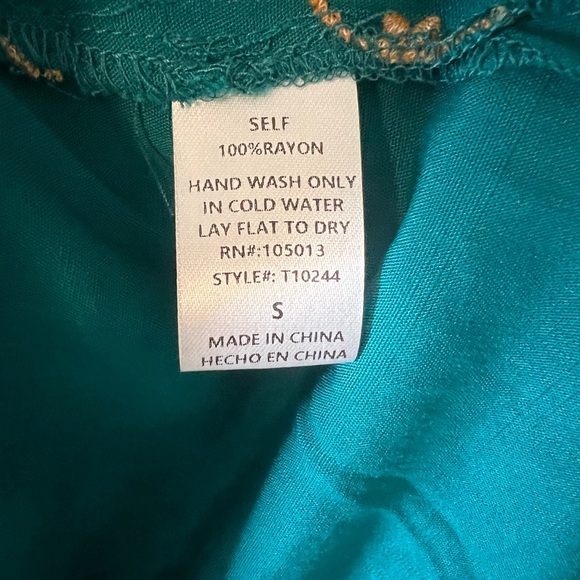 SELF
100%RAYON
HAND WASH ONLY
IN COLD WATER
LAY FLAT TO DRY
RN#:105013
STYLE#: T10244
S
MADE IN CHINA
HECHO EN CHINA